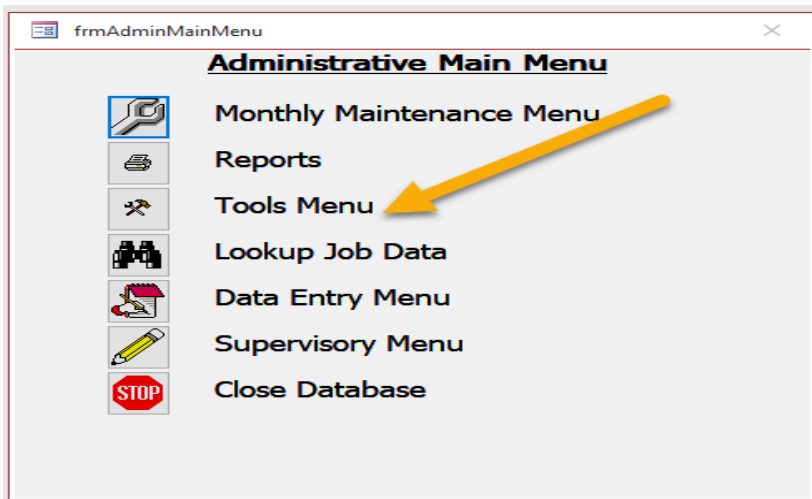 frmAdminMainMenu
Administrative Main Menu
Monthly Maintenance Menu
Reports
Tools Menu
Lookup Job Data
Data Entry Menu
Supervisory Menu
STOP Close Database